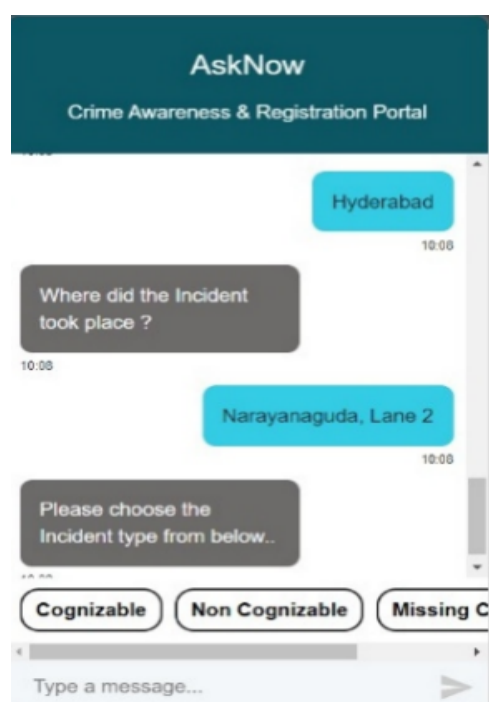 AskNow
Crime Awareness & Registration Portal
Hyderabad
10:08
Where did the Incident
took place ?
10:08
Narayanaguda, Lane 2
10:08
Please choose the
Incident type from below..
Cognizable
Non Cognizable
Missing C
Type a message...